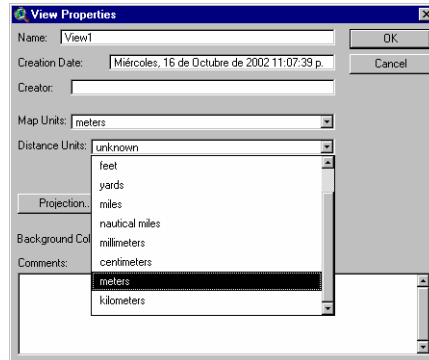 View Properties
Name: View1
OK
Creation Date: Miércoles, 16 de Octubre de 2002 11:07:39 p.
Cancel
Creator:
Map Units: meters
Distance Units: unknown
feet
yards
Projection.. miles
nautical miles
Background Col millimeters
Comments: centimeters
meters
kilometers